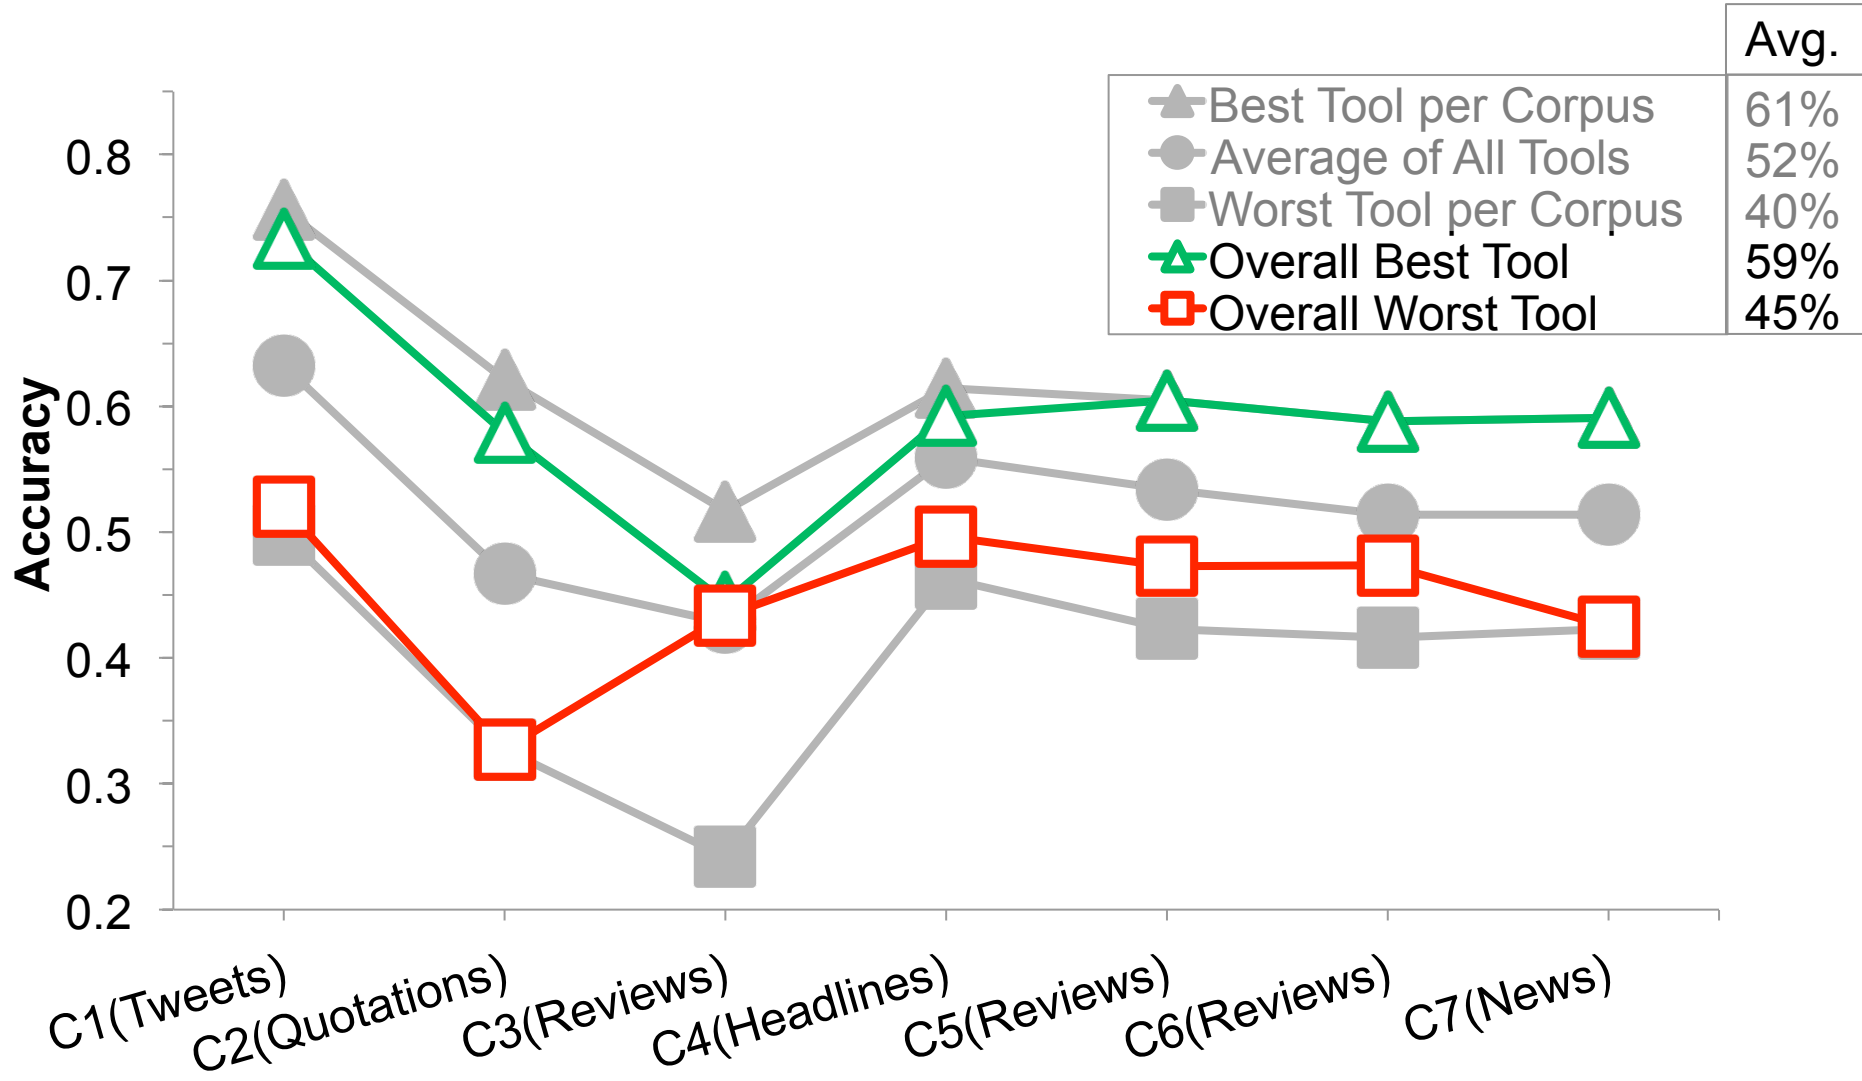 Avg.
Best Tool per Corpus 61%
Average of All Tools 52%
Worst Tool per Corpus 40%
Overall Best Tool 59%
Overall Worst Tool 45%
Accuracy
0.8
0.7
0.6
0.5
0.4
0.3
0.2
C1(Tweets)
C2(Quotations)
C3(Reviews)
C4(Headlines)
C5(Reviews)
C6(Reviews)
C7(News)